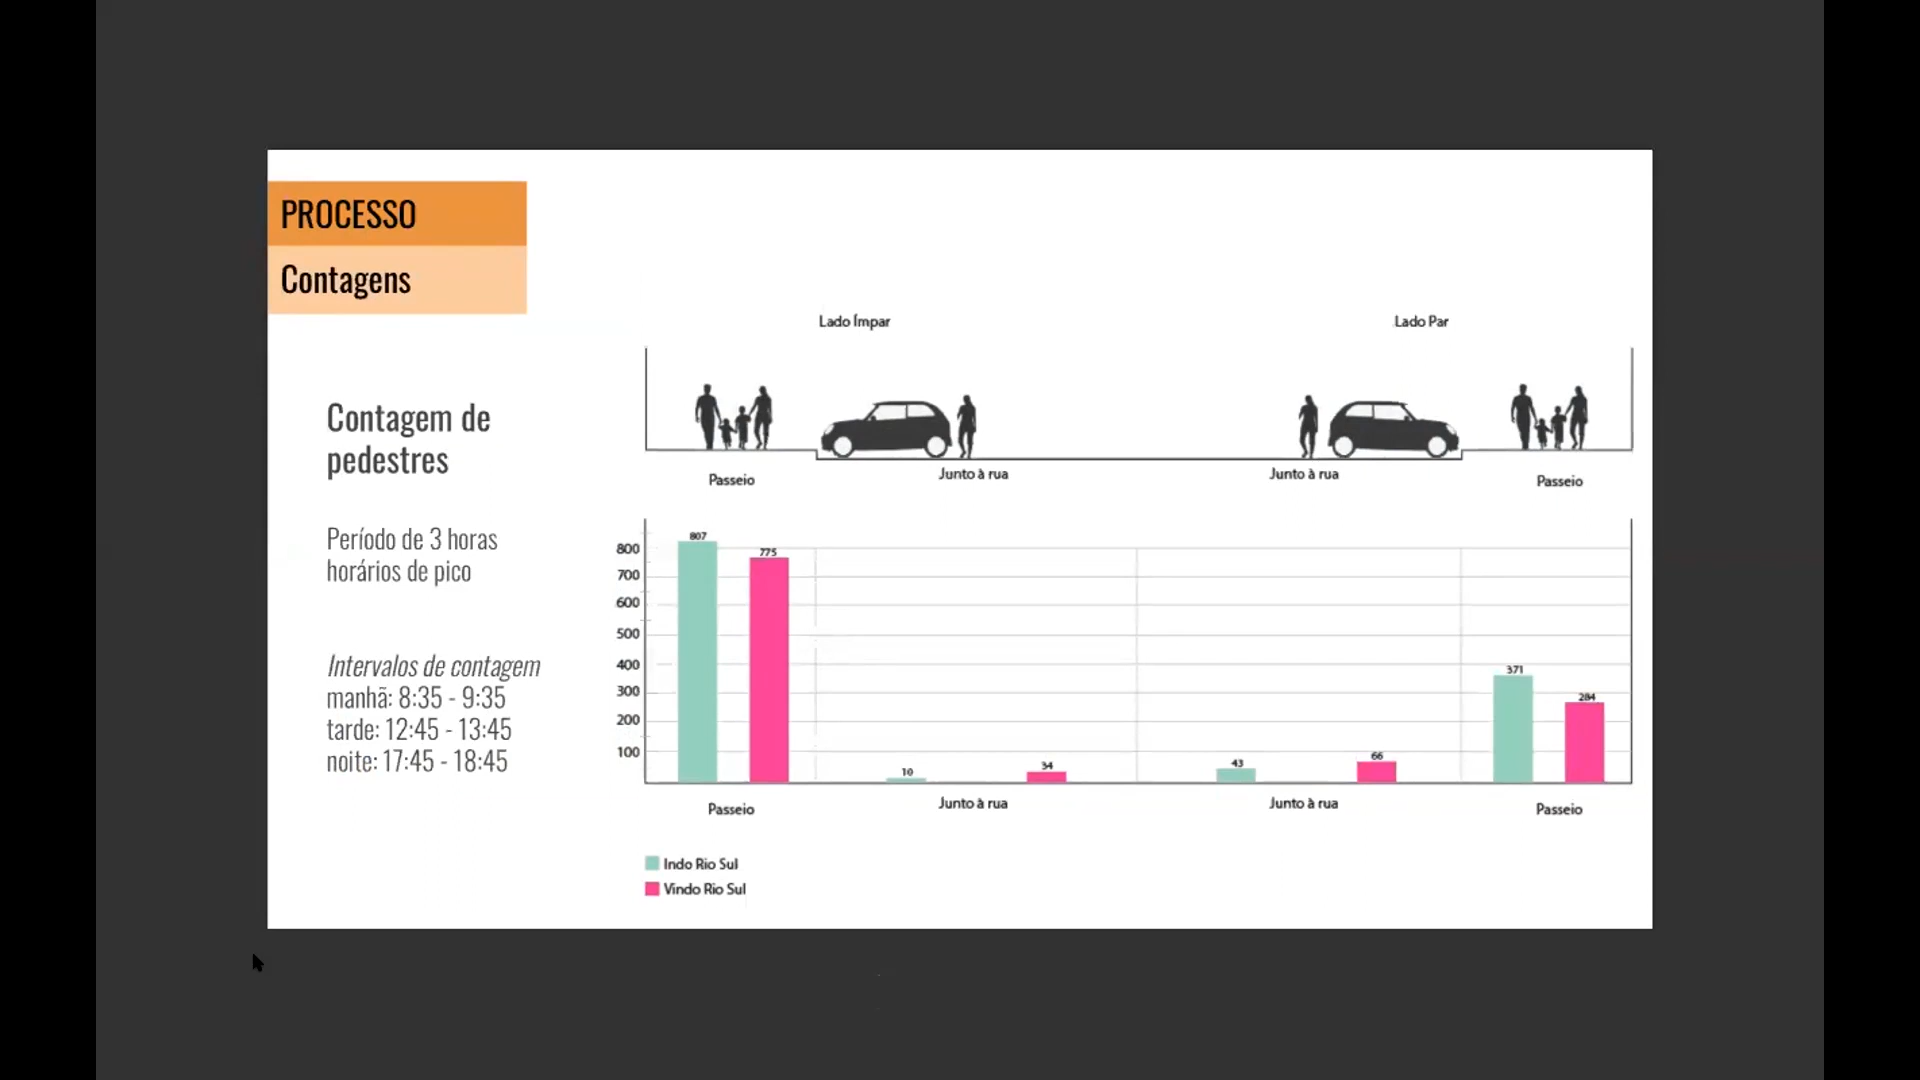 PROCESSO
Contagens
Contagem de
pedestres
Período de 3 horas
horários de pico
Intervalos de contagem
manhã: 8:35 - 9:35
tarde: 12:45 - 13:45
noite: 17:45 - 18:45
Lado Ímpar
Lado Par
Passeio
Junto à rua
Junto à rua
Passeio
800
700
600
500
400
300
200
100
807
775
10
34
43
66
371
284
Passeio
Junto à rua
Junto à rua
Passeio
Indo Rio Sul
Vindo Rio Sul